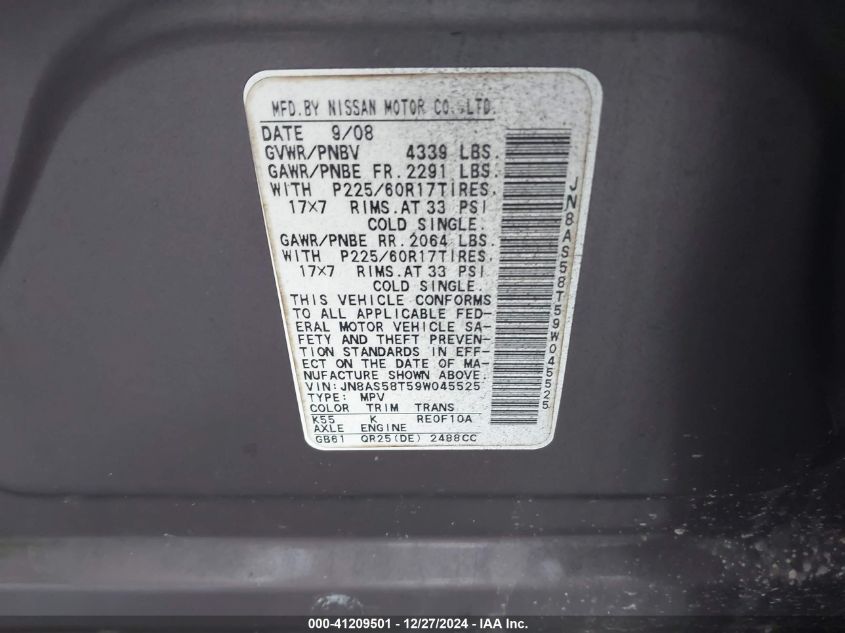 MFD.BY NISSAN MOTOR CO.,LTD.
DATE 9/08
GVWR/PNBV 4339 LBS.
GAWR/PNBE FR.2291 LBS.
WITH P225/60R17TIRES,
17x7 RIMS.AT 33 PSI
COLD SINGLE.
GAWR/PNBE RR.2064 LBS.
WITH P225/60R17TIRES,
17x7 RIMS.AT 33 PSI
COLD SINGLE.
THIS VEHICLE CONFORMS
TO ALL APPLICABLE FED-
ERAL MOTOR VEHICLE SA-
FETY AND THEFT PREVEN-
TION STANDARDS IN EFF-
ECT ON THE DATE OF MA-
NUFACTURE SHOWN ABOVE.
VIN:JN8AS58T59W045525
TYPE: MPV
COLOR TRIM TRANS
K55 K RE0F10A
AXLE ENGINE
GB61 QR25(DE) 2488CC
JN8AS58T59W045525
000-41209501 - 12/27/2024 - IAA Inc.